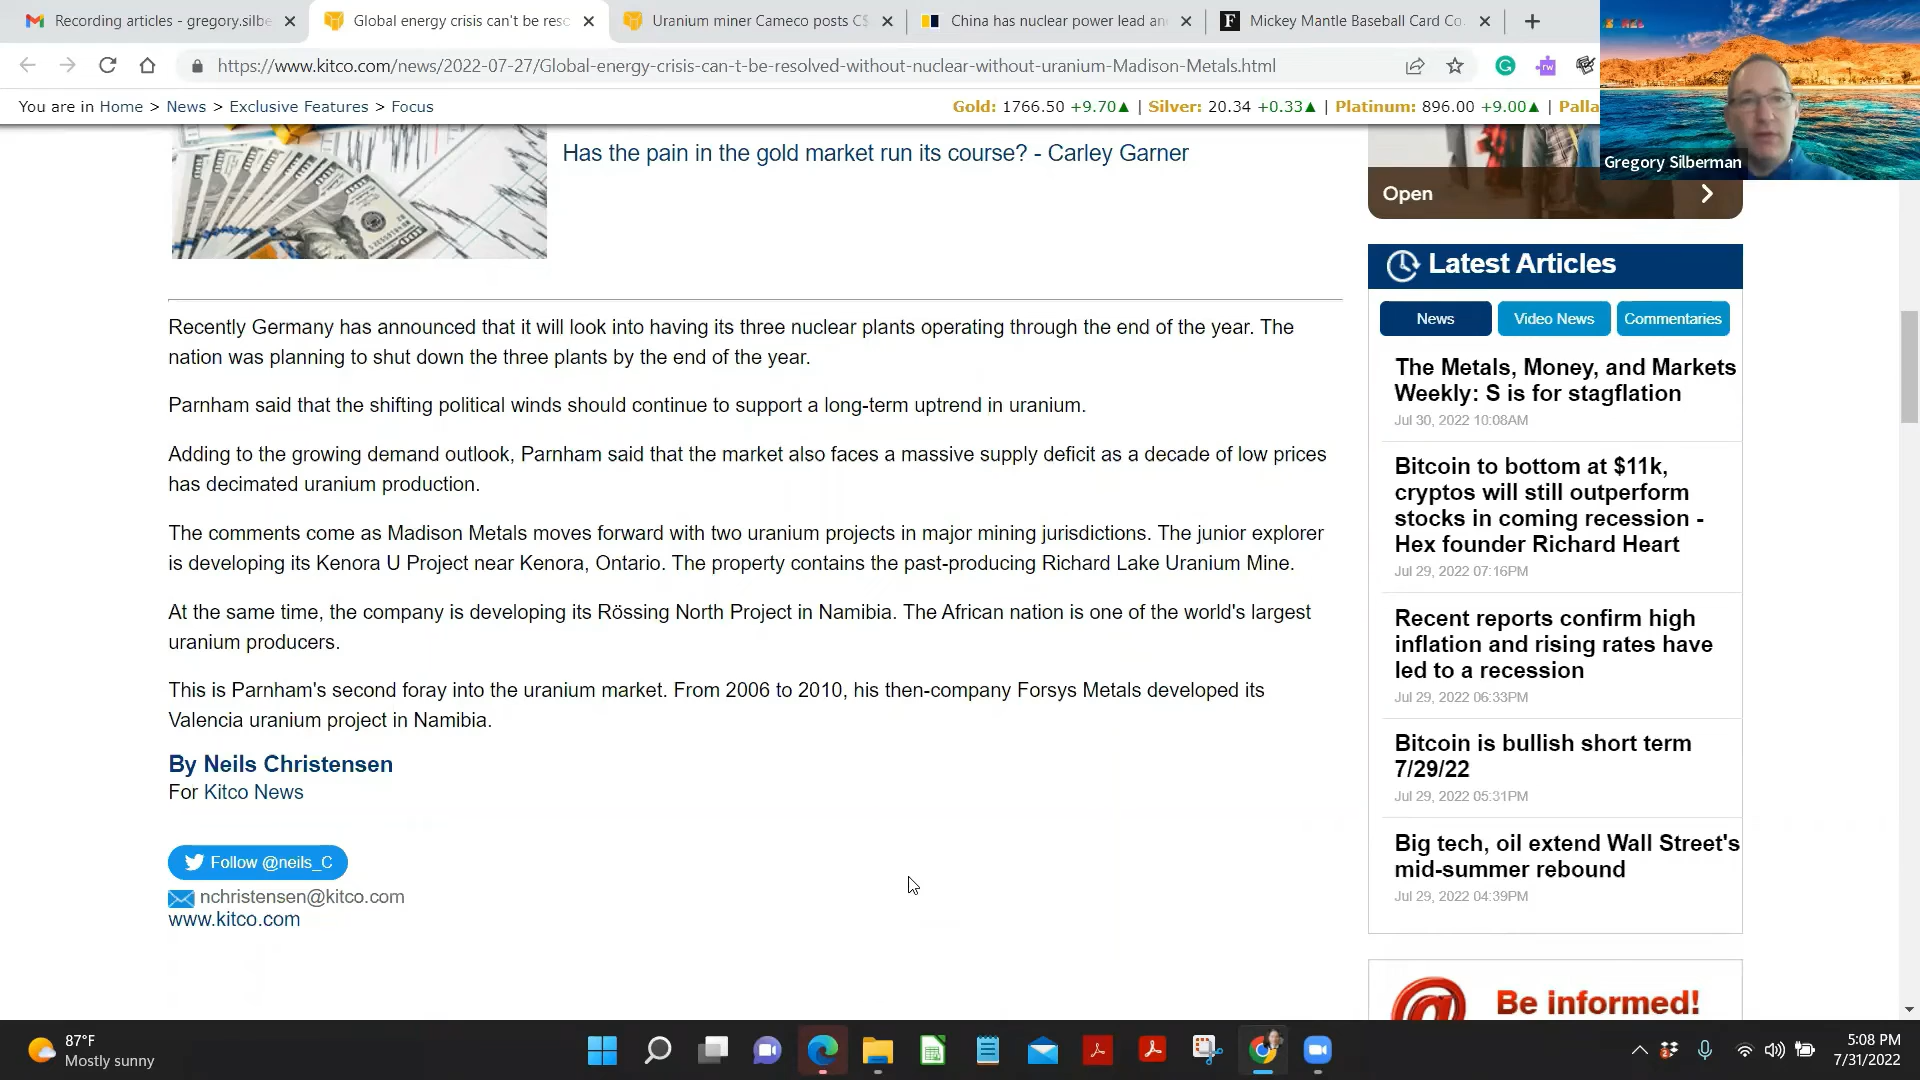 Recording articles - gregory.silbe
Global energy crisis can't be reso
Uranium miner Cameco posts C$
China has nuclear power lead an
F
Mickey Mantle Baseball Card Co
https://www.kitco.com/news/2022-07-27/Global-energy-crisis-can-t-be-resolved-without-nuclear-without-uranium-Madison-Metals.html
You are in Home > News > Exclusive Features > Focus
Gold: 1766.50 +9.70▲ | Silver: 20.34 +0.33▲ | Platinum: 896.00 +9.00▲ | Palla
Gregory Silberman
Has the pain in the gold market run its course? - Carley Garner
Open
Recently Germany has announced that it will look into having its three nuclear plants operating through the end of the year. The
nation was planning to shut down the three plants by the end of the year.
Parnham said that the shifting political winds should continue to support a long-term uptrend in uranium.
Adding to the growing demand outlook, Parnham said that the market also faces a massive supply deficit as a decade of low prices
has decimated uranium production.
The comments come as Madison Metals moves forward with two uranium projects in major mining jurisdictions. The junior explorer
is developing its Kenora U Project near Kenora, Ontario. The property contains the past-producing Richard Lake Uranium Mine.
At the same time, the company is developing its Rössing North Project in Namibia. The African nation is one of the world's largest
uranium producers.
This is Parnham's second foray into the uranium market. From 2006 to 2010, his then-company Forsys Metals developed its
Valencia uranium project in Namibia.
By Neils Christensen
For Kitco News
Follow @neils_C
nchristensen@kitco.com
www.kitco.com
Latest Articles
News
Video News
Commentaries
The Metals, Money, and Markets
Weekly: S is for stagflation
Jul 30, 2022 10:08AM
Bitcoin to bottom at $11k,
cryptos will still outperform
stocks in coming recession -
Hex founder Richard Heart
Jul 29, 2022 07:16PM
Recent reports confirm high
inflation and rising rates have
led to a recession
Jul 29, 2022 06:33PM
Bitcoin is bullish short term
7/29/22
Jul 29, 2022 05:31PM
Big tech, oil extend Wall Street's
mid-summer rebound
Jul 29, 2022 04:39PM
Be informed!
87°F
Mostly sunny
5:08 PM
7/31/2022